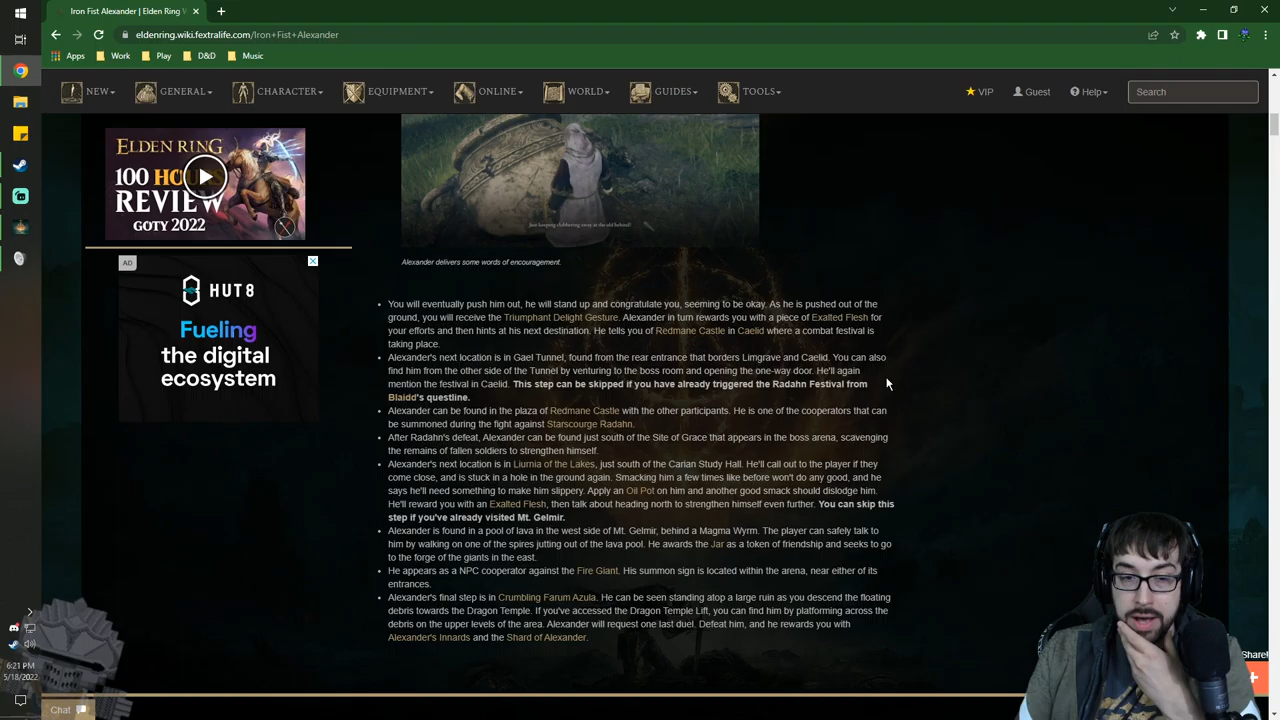 Iron Fist Alexander | Elden Ring W
eldenring.wiki.fextralife.com/Iron+Fist+Alexander
Apps Work Play D&D Music
NEW GENERAL CHARACTER EQUIPMENT ONLINE WORLD GUIDES TOOLS VIP Guest Help Search
ELDEN RING
100 HO
REVIEW
GOTY 2022
Just keeping clobbering away at the old behind!
Alexander delivers some words of encouragement.
AD
HUT8
Fueling
the digital
ecosystem
You will eventually push him out, he will stand up and congratulate you, seeming to be okay. As he is pushed out of the
ground, you will receive the Triumphant Delight Gesture. Alexander in turn rewards you with a piece of Exalted Flesh for
your efforts and then hints at his next destination. He tells you of Redmane Castle in Caelid where a combat festival is
taking place.
Alexander's next location is in Gael Tunnel, found from the rear entrance that borders Limgrave and Caelid. You can also
find him from the other side of the Tunnel by venturing to the boss room and opening the one-way door. He'll again
mention the festival in Caelid. This step can be skipped if you have already triggered the Radahn Festival from
Blaidd's questline.
Alexander can be found in the plaza of Redmane Castle with the other participants. He is one of the cooperators that can
be summoned during the fight against Starscourge Radahn.
After Radahn's defeat, Alexander can be found just south of the Site of Grace that appears in the boss arena, scavenging
the remains of fallen soldiers to strengthen himself.
Alexander's next location is in Liurnia of the Lakes, just south of the Carian Study Hall. He'll call out to the player if they
come close, and is stuck in a hole in the ground again. Smacking him a few times like before won't do any good, and he
says he'll need something to make him slippery. Apply an Oil Pot on him and another good smack should dislodge him.
He'll reward you with an Exalted Flesh, then talk about heading north to strengthen himself even further. You can skip this
step if you've already visited Mt. Gelmir.
Alexander is found in a pool of lava in the west side of Mt. Gelmir, behind a Magma Wyrm. The player can safely talk to
him by walking on one of the spires jutting out of the lava pool. He awards the Jar as a token of friendship and seeks to go
to the forge of the giants in the east.
He appears as a NPC cooperator against the Fire Giant. His summon sign is located within the arena, near either of its
entrances.
Alexander's final step is in Crumbling Farum Azula. He can be seen standing atop a large ruin as you descend the floating
debris towards the Dragon Temple. If you've accessed the Dragon Temple Lift, you can find him by platforming across the
debris on the upper levels of the area. Alexander will request one last duel. Defeat him, and he rewards you with
Alexander's Innards and the Shard of Alexander.
Share
6:21 PM
5/18/2022
Chat